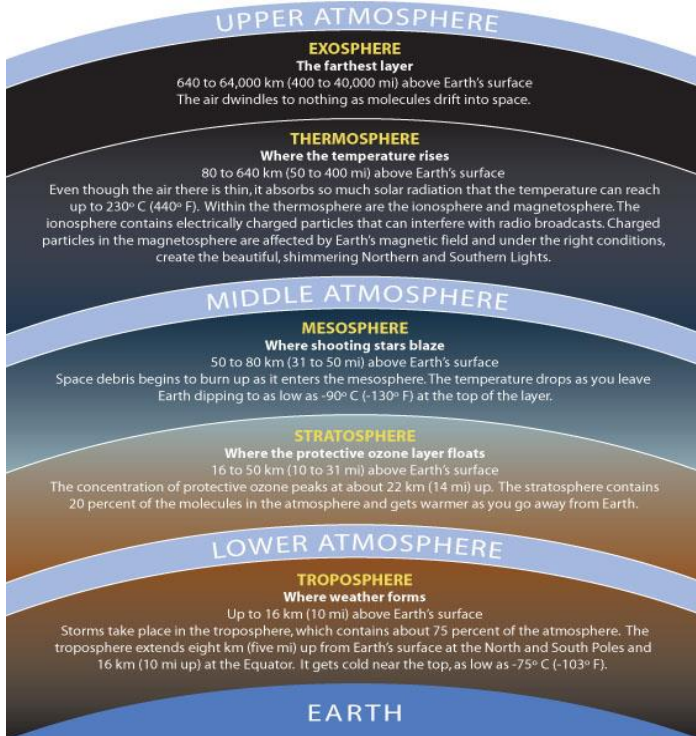 UPPER ATMOSPHERE
EXOSPHERE
The farthest layer
640 to 64,000 km (400 to 40,000 mi) above Earth's surface
The air dwindles to nothing as molecules drift into space.
THERMOSPHERE
Where the temperature rises
80 to 640 km (50 to 400 mi) above Earth's surface
Even though the air there is thin, it absorbs so much solar radiation that the temperature can reach
up to 230º C (440º F). Within the thermosphere are the ionosphere and magnetosphere. The
ionosphere contains electrically charged particles that can interfere with radio broadcasts. Charged
particles in the magnetosphere are affected by Earth's magnetic field and under the right conditions,
create the beautiful, shimmering Northern and Southern Lights.
MIDDLE ATMOSPHERE
MESOSPHERE
Where shooting stars blaze
50 to 80 km (31 to 50 mi) above Earth's surface
Space debris begins to burn up as it enters the mesosphere. The temperature drops as you leave
Earth dipping to as low as -90º C (-130º F) at the top of the layer.
STRATOSPHERE
Where the protective ozone layer floats
16 to 50 km (10 to 31 mi) above Earth's surface
The concentration of protective ozone peaks at about 22 km (14 mi) up. The stratosphere contains
20 percent of the molecules in the atmosphere and gets warmer as you go away from Earth.
LOWER ATMOSPHERE
TROPOSPHERE
Where weather forms
Up to 16 km (10 mi) above Earth's surface
Storms take place in the troposphere, which contains about 75 percent of the atmosphere. The
troposphere extends eight km (five mi) up from Earth's surface at the North and South Poles and
16 km (10 mi up) at the Equator. It gets cold near the top, as low as -75º C (-103º F).
EARTH